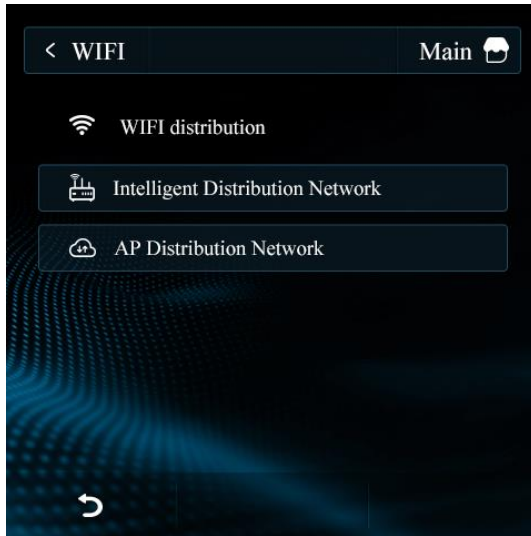 WIFI
Main
WIFI distribution
Intelligent Distribution Network
AP Distribution Network